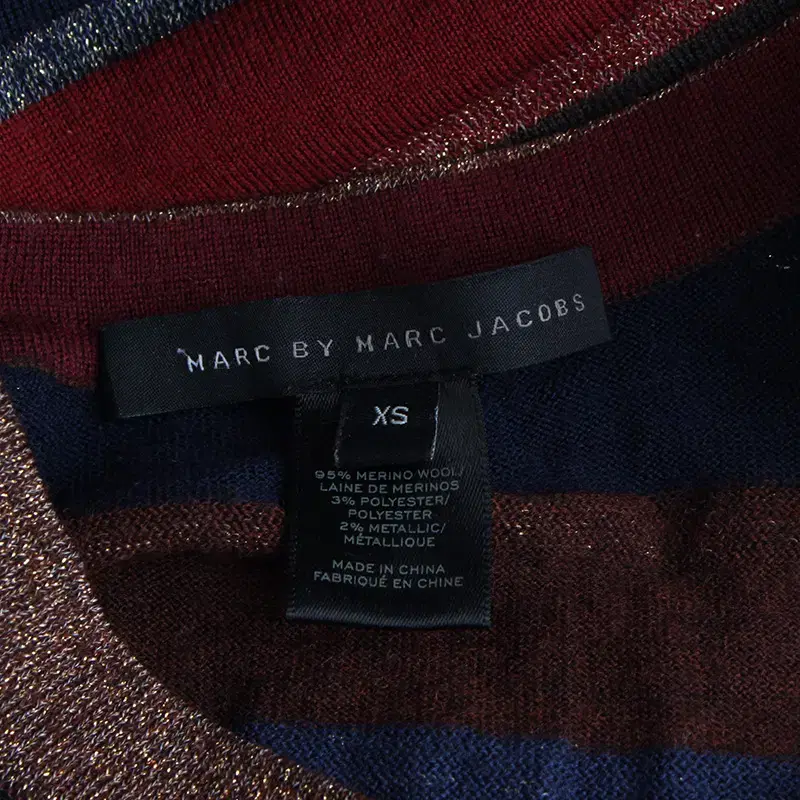 MARC BY MARC JACOBS
XS
95% MERINO WOOL/
LAINE DE MERINOS
3% POLYESTER/
POLYESTER
2% METALLIC/
MÉTALLIQUE
MADE IN CHINA
FABRIQUÉ EN CHINE